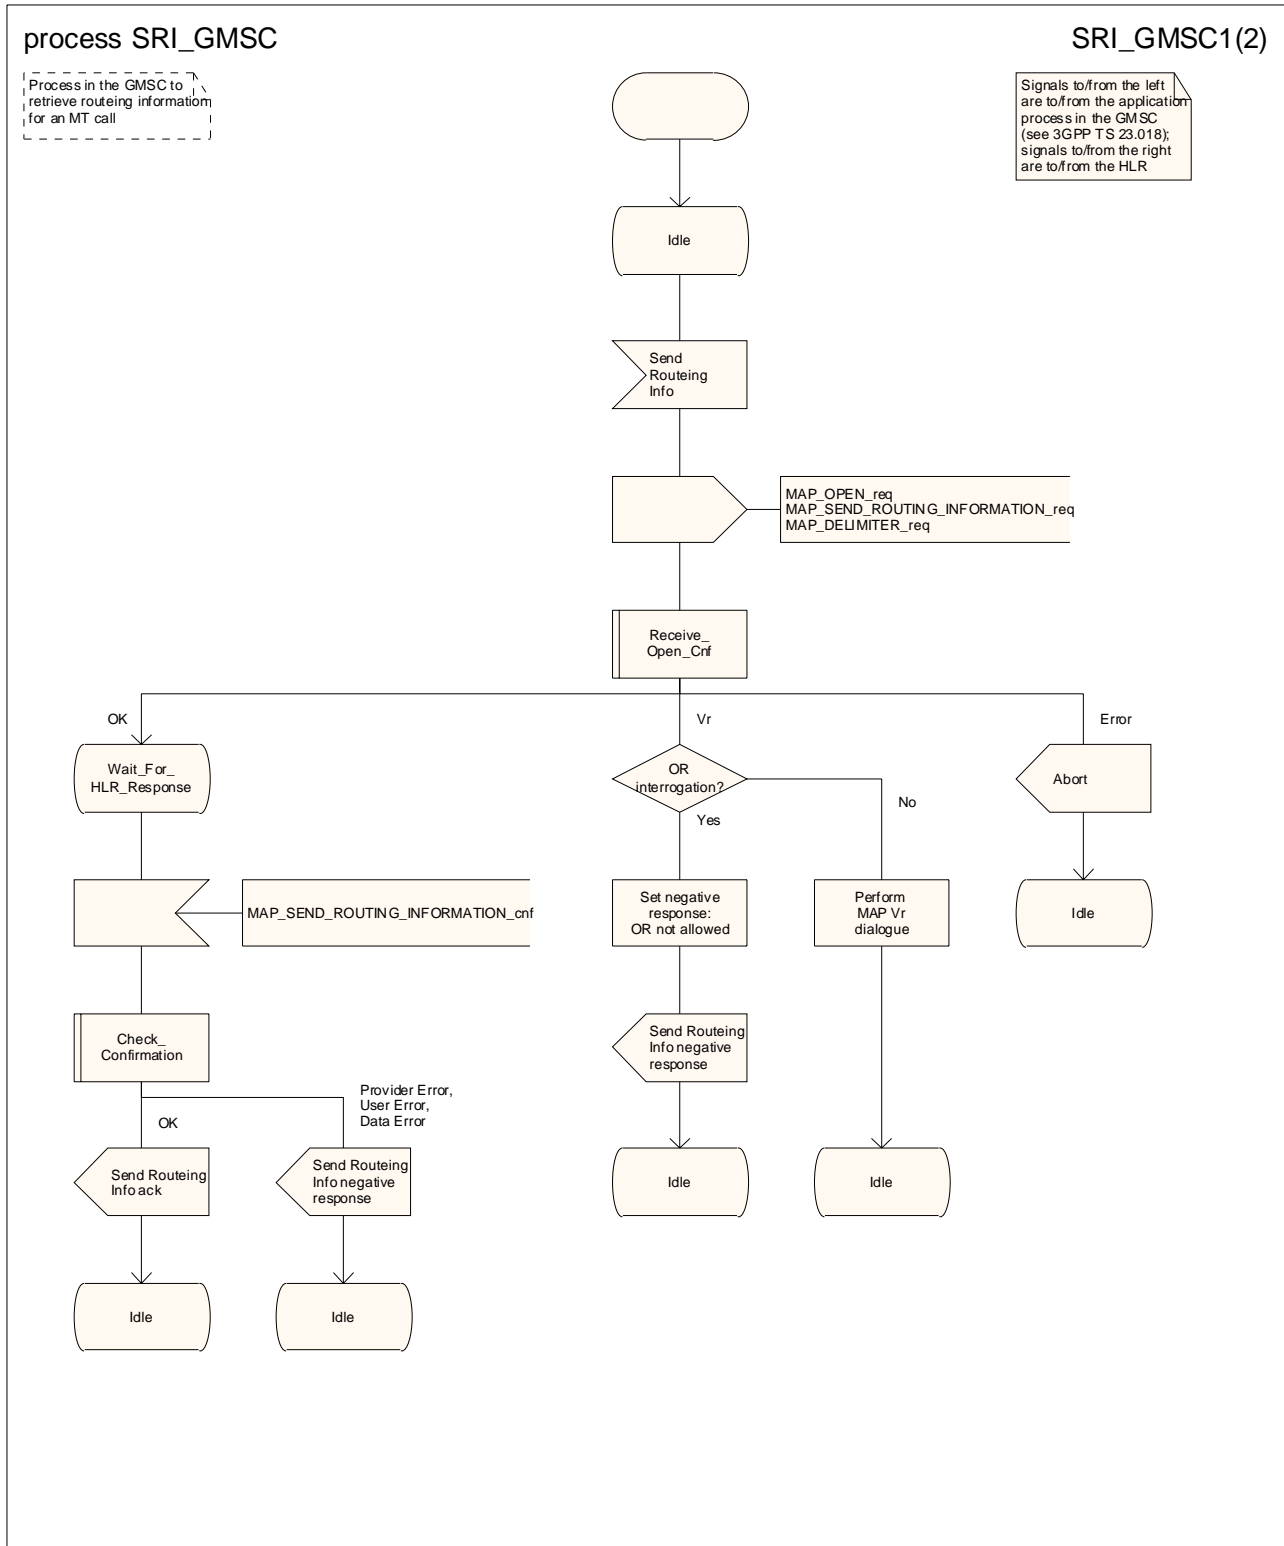 process SRI_GMSC
SRI_GMSC1(2)
Process in the GMSC to
retrieve routeing information
for an MT call
Signals to/from the left
are to/from the application
process in the GMSC
(see 3GPP TS 23.018);
signals to/from the right
are to/from the HLR
Idle
Send
Routeing
Info
MAP_OPEN_req
MAP_SEND_ROUTING_INFORMATION_req
MAP_DELIMITER_req
Receive_
Open_Cnf
OK
Vr
Error
Wait_For_
HLR_Response
OR
interrogation?
Abort
No
Yes
MAP_SEND_ROUTING_INFORMATION_cnf
Set negative
response:
OR not allowed
Perform
MAP Vr
dialogue
Idle
Check_
Confirmation
Send Routeing
Info negative
response
OK
Provider Error,
User Error,
Data Error
Send Routeing
Info ack
Send Routeing
Info negative
response
Idle
Idle
Idle
Idle